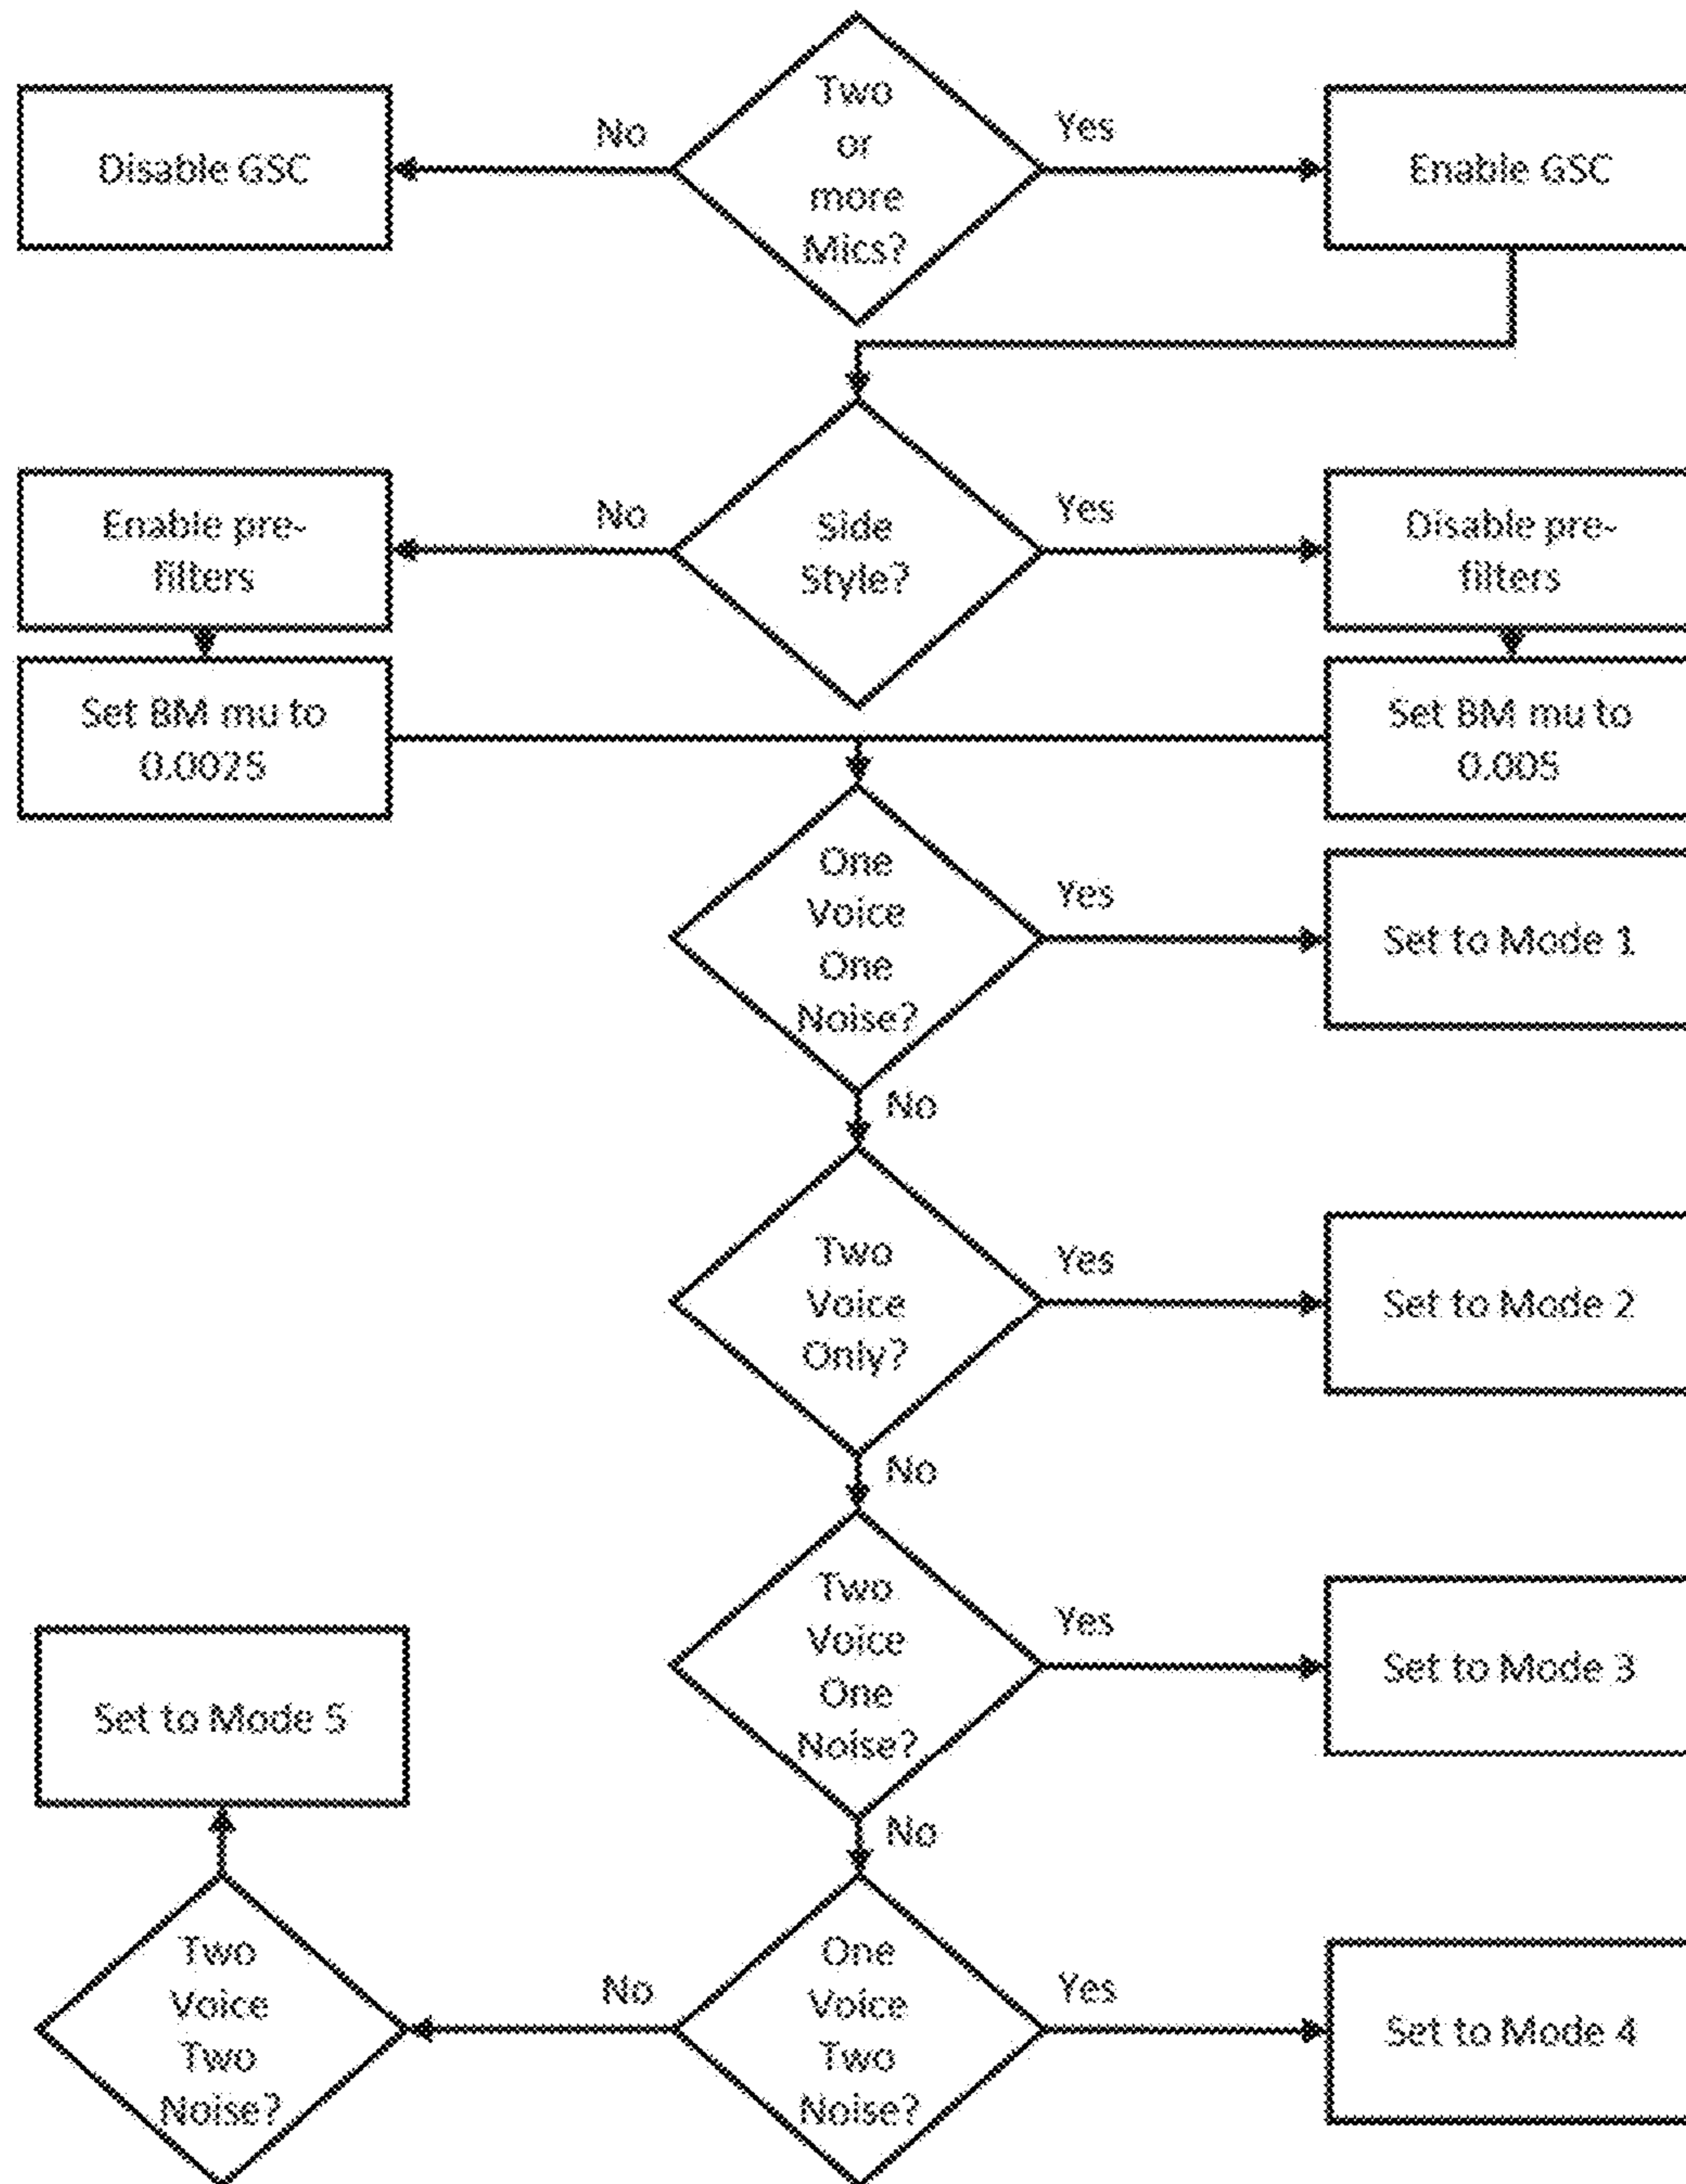 Two
or
more
Mics?
No
Yes
Disable GSC
Enable GSC
Side
Style?
No
Yes
Enable pre-
filters
Disable pre-
filters
Set BM mu to
0.0025
Set BM mu to
0.005
One
Voice
One
Noise?
Yes
Set to Mode 1
No
Two
Voice
Only?
Yes
Set to Mode 2
No
Two
Voice
One
Noise?
Yes
Set to Mode 3
No
One
Voice
Two
Noise?
Yes
Set to Mode 4
No
Two
Voice
Two
Noise?
Set to Mode 5